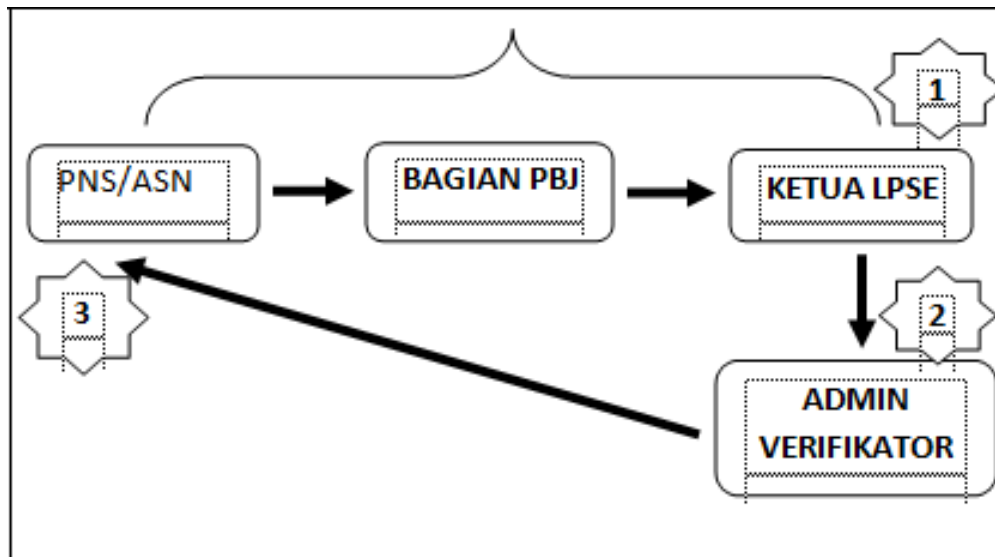 1
PNS/ASN
BAGIAN PBJ
KETUA LPSE
3
2
ADMIN
VERIFIKATOR